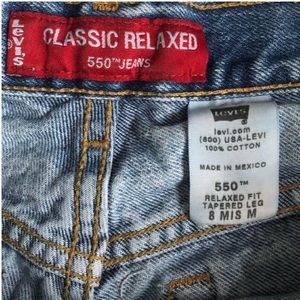 Levi's
®
CLASSIC RELAXED
550™ JEANS
Levi's
levi.com
(800) USA-LEVI
100% COTTON
MADE IN MEXICO
550™
RELAXED FIT
TAPERED LEG
8 MIS M